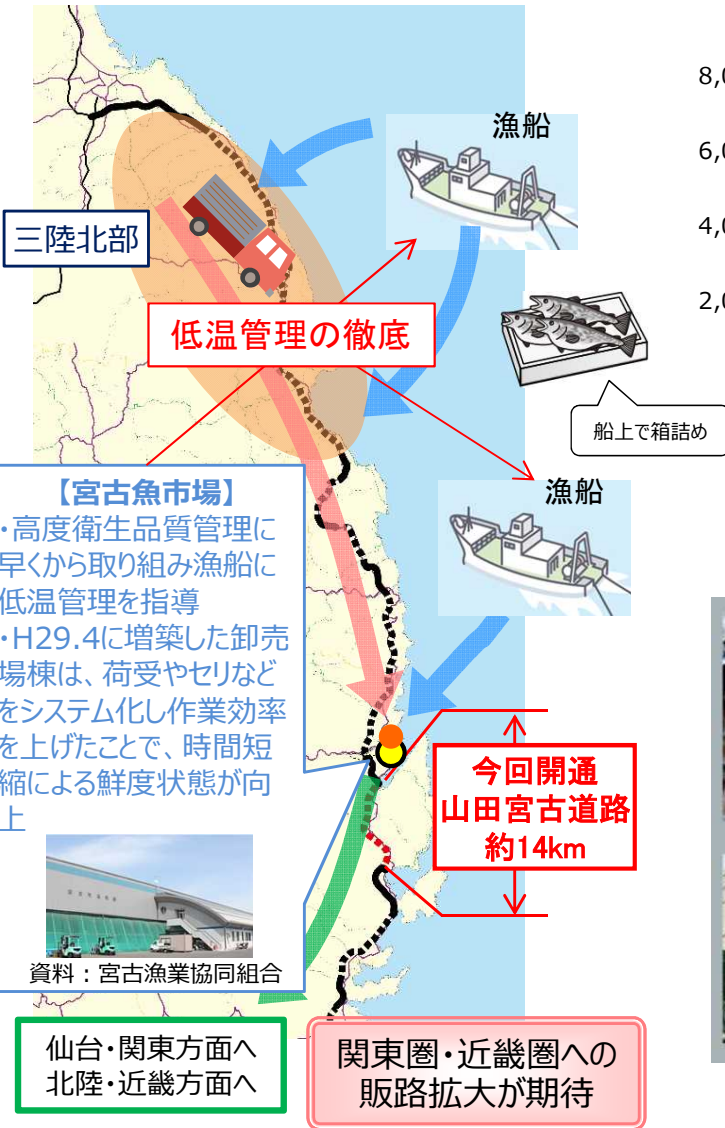 漁船
三陸北部
低温管理の徹底
船上で箱詰め
漁船
【宮古魚市場】
・高度衛生品質管理に
早くから取り組み漁船に
低温管理を指導
・H29.4に増築した卸売
場棟は、荷受やセリなど
をシステム化し作業効率
を上げたことで、時間短
縮による鮮度状態が向
上
資料：宮古漁業協同組合
今回開通
山田宮古道路
約14km
仙台・関東方面へ
北陸・近畿方面へ
関東圏・近畿圏への
販路拡大が期待
8,0
6,0
4,0
2,0